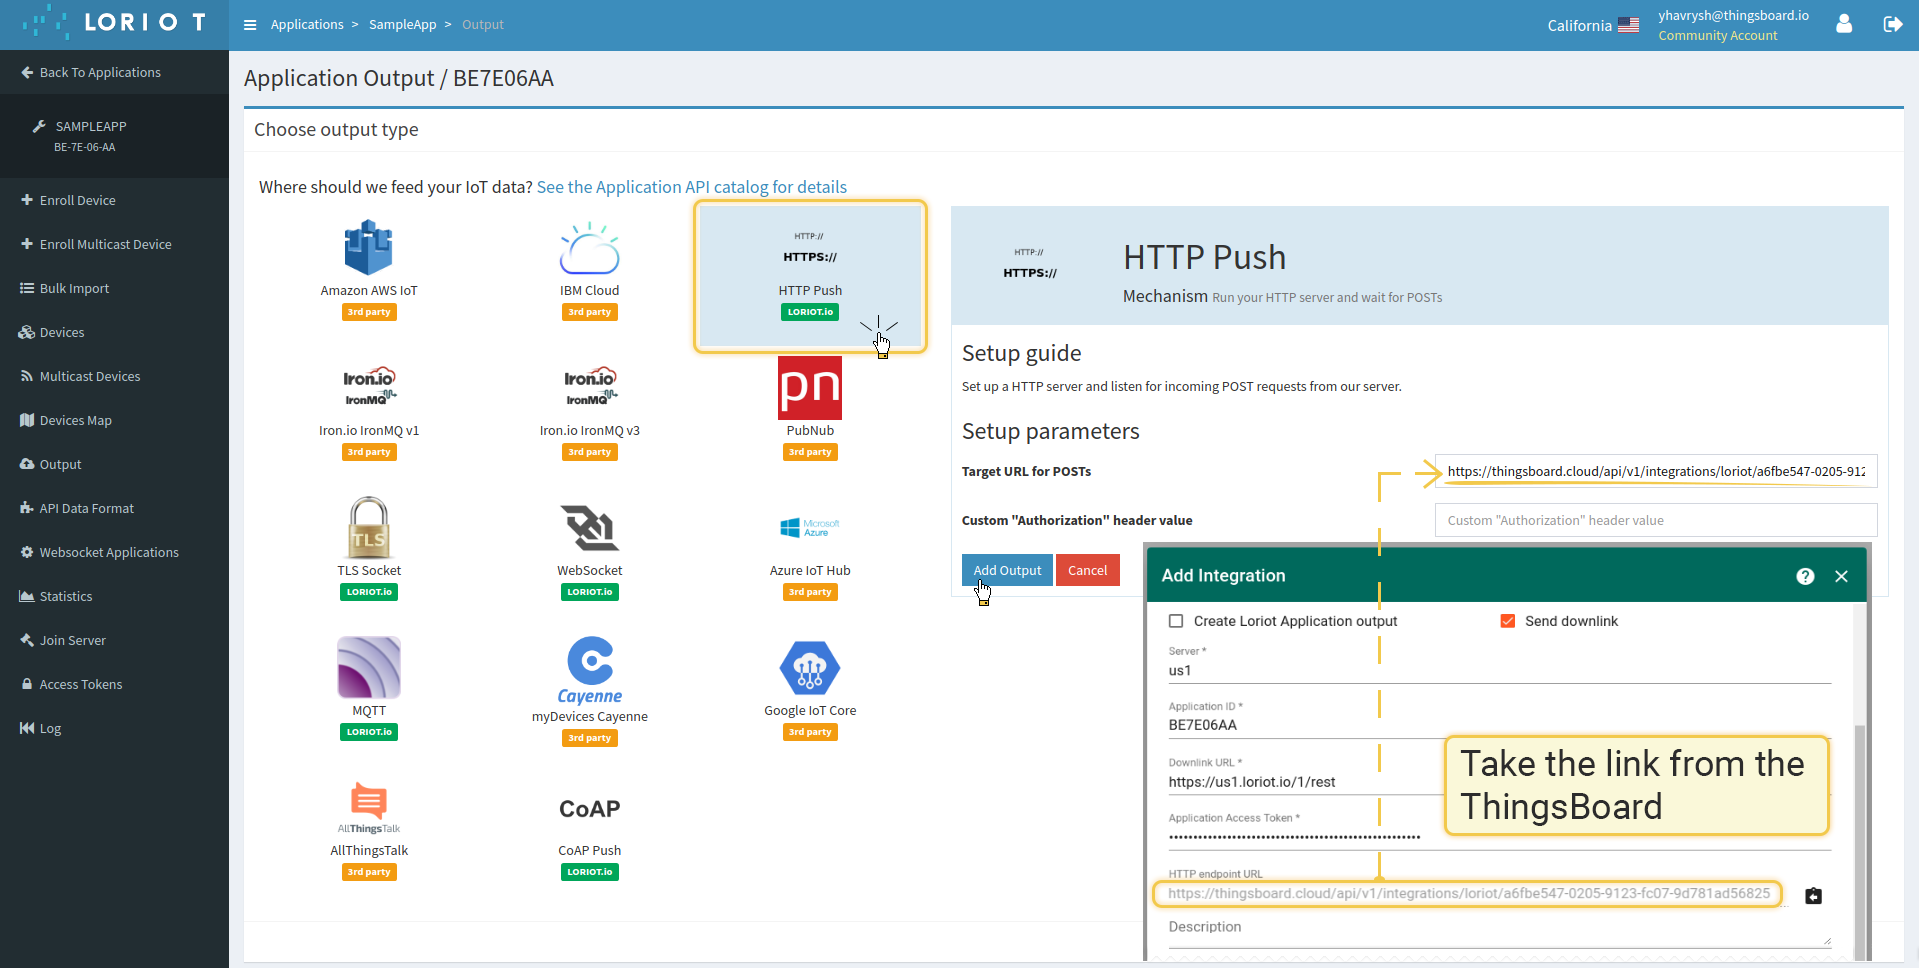 LORIOT
Applications > SampleApp > Output
California
yhavrysh@thingsboard.io
Community Account
Back To Applications
SAMPLEAPP
BE-7E-06-AA
Enroll Device
Enroll Multicast Device
Bulk Import
Devices
Multicast Devices
Devices Map
Output
API Data Format
Websocket Applications
Statistics
Join Server
Access Tokens
Log
Application Output / BE7E06AA
Choose output type
Where should we feed your IoT data? See the Application API catalog for details
Amazon AWS IoT
3rd party
IBM Cloud
3rd party
HTTP://
HTTPS://
HTTP Push
LORIOT.io
Iron.io
IronMQ
Iron.io IronMQ v1
3rd party
Iron.io
IronMQ
Iron.io IronMQ v3
3rd party
pn
PubNub
3rd party
TLS
TLS Socket
LORIOT.io
WebSocket
LORIOT.io
Microsoft
Azure
Azure IoT Hub
3rd party
MQTT
LORIOT.io
Cayenne
myDevices Cayenne
3rd party
Google IoT Core
3rd party
AllThingsTalk
AllThingsTalk
3rd party
CoAP
CoAP Push
LORIOT.io
HTTP://
HTTPS://
HTTP Push
Mechanism Run your HTTP server and wait for POSTs
Setup guide
Set up a HTTP server and listen for incoming POST requests from our server.
Setup parameters
Target URL for POSTs
https://thingsboard.cloud/api/v1/integrations/loriot/a6fbe547-0205-912
Custom "Authorization" header value
Custom "Authorization" header value
Add Output
Cancel
Add Integration
Create Loriot Application output
Send downlink
Server *
us1
Application ID *
BE7E06AA
Downlink URL *
https://us1.loriot.io/1/rest
Application Access Token *
HTTP endpoint URL
https://thingsboard.cloud/api/v1/integrations/loriot/a6fbe547-0205-9123-fc07-9d781ad56825
Description
Take the link from the
ThingsBoard